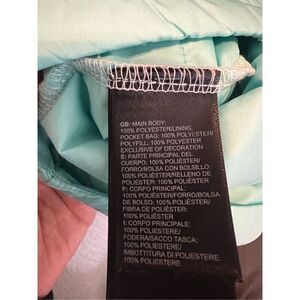 GB: MAIN BODY:
100% POLYESTER/LINING,
POCKET BAG: 100% POLYESTER/
POLYFILL: 100% POLYESTER
EXCLUSIVE OF DECORATION
E: PARTE PRINCIPAL DEL
CUERPO: 100% POLIÉSTER/
FORRO/BOLSA CON BOLSILLO:
100% POLIÉSTER/RELLENO DE
POLIÉSTER: 100% POLIÉSTER
P: CORPO PRINCIPAL:
100% POLIÉSTER/FORRO/BOLSA
DE BOLSO: 100% POLIÉSTER/
FIBRA DE POLIÉSTER:
100% POLIÉSTER
I: CORPO PRINCIPALE:
100% POLIESTERE/
FODERA/SACCO TASCA:
100% POLIESTERE/
IMBOTTITURA DI POLIESTERE:
100% POLIESTERE